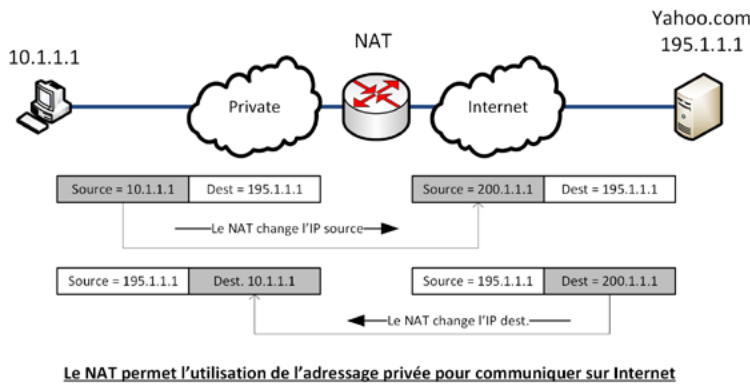 Yahoo.com
195.1.1.1
NAT
10.1.1.1
Private
Internet
Source = 10.1.1.1 Dest = 195.1.1.1
Source = 200.1.1.1 Dest = 195.1.1.1
Le NAT change l'IP source
Source = 195.1.1.1 Dest. 10.1.1.1
Source = 195.1.1.1 Dest = 200.1.1.1
Le NAT change l'IP dest.
Le NAT permet l'utilisation de l'adressage privée pour communiquer sur Internet